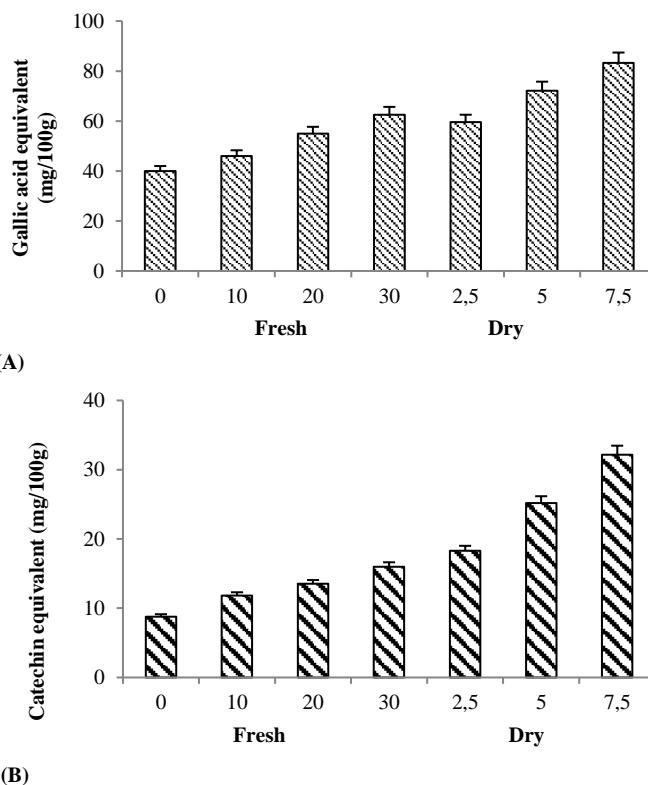 Gallic acid equivalent
(mg/100g)
100
80
60
40
20
0
0 10 20 30 2,5 5 7,5
Fresh Dry
(A)
Catechin equivalent (mg/100g)
40
30
20
10
0
0 10 20 30 2,5 5 7,5
Fresh Dry
(B)